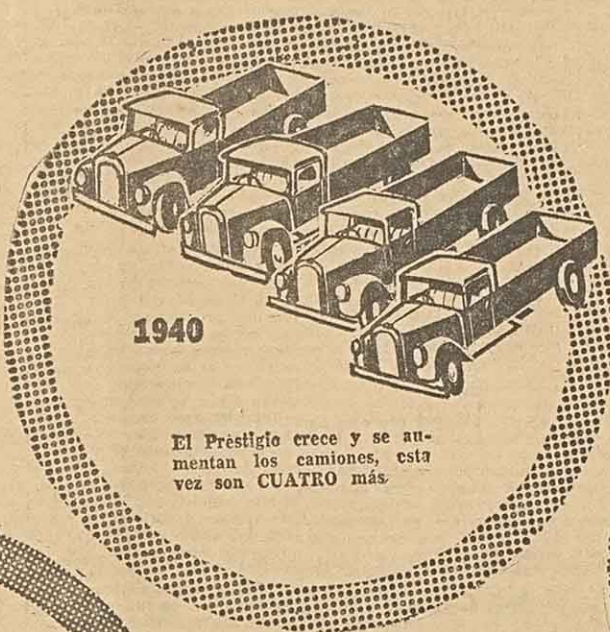 1940
El Prestigio crece y se au-
mentan los camiones, esta
vez son CUATRO más.